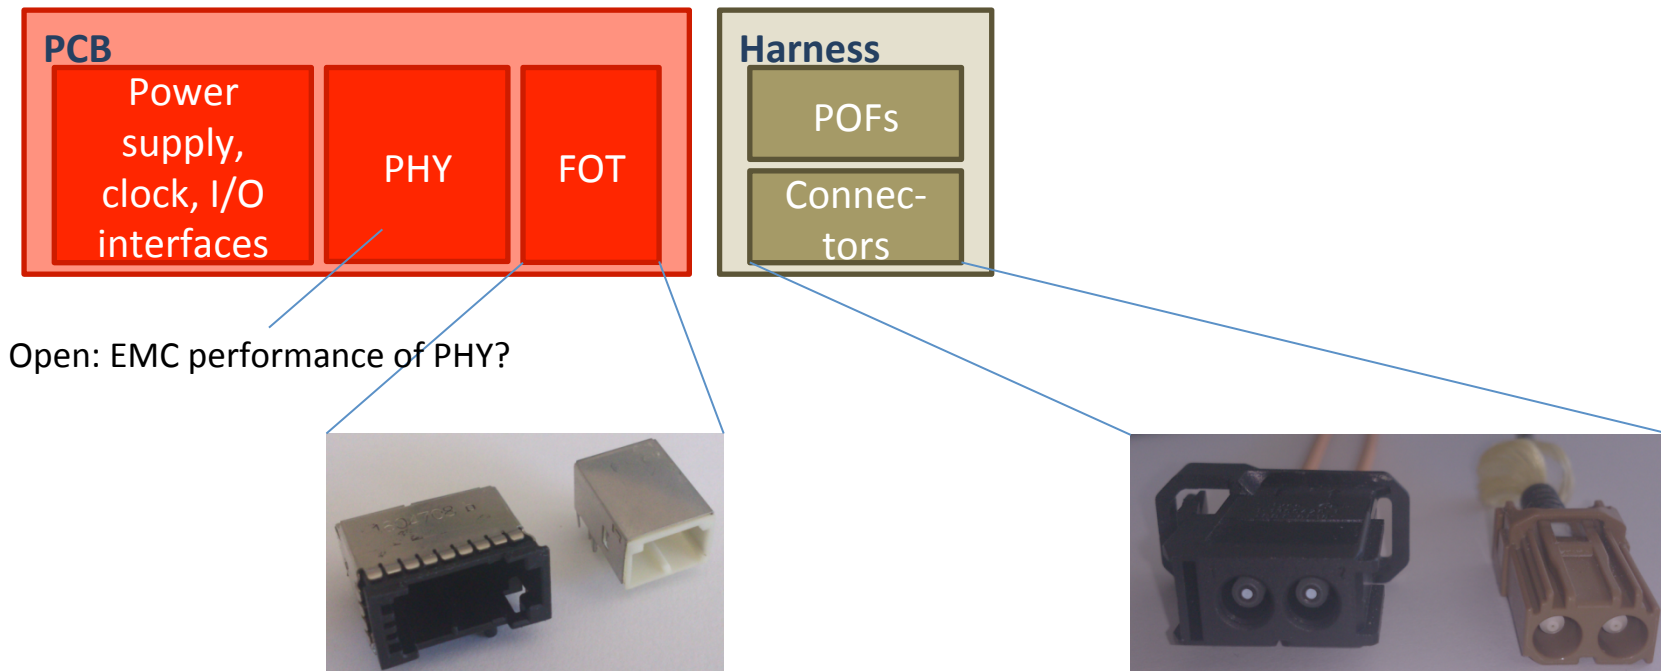 PCB
Power
supply,
clock, I/O
interfaces
PHY
FOT
Harness
POFs
Connec-
tors
Open: EMC performance of PHY?